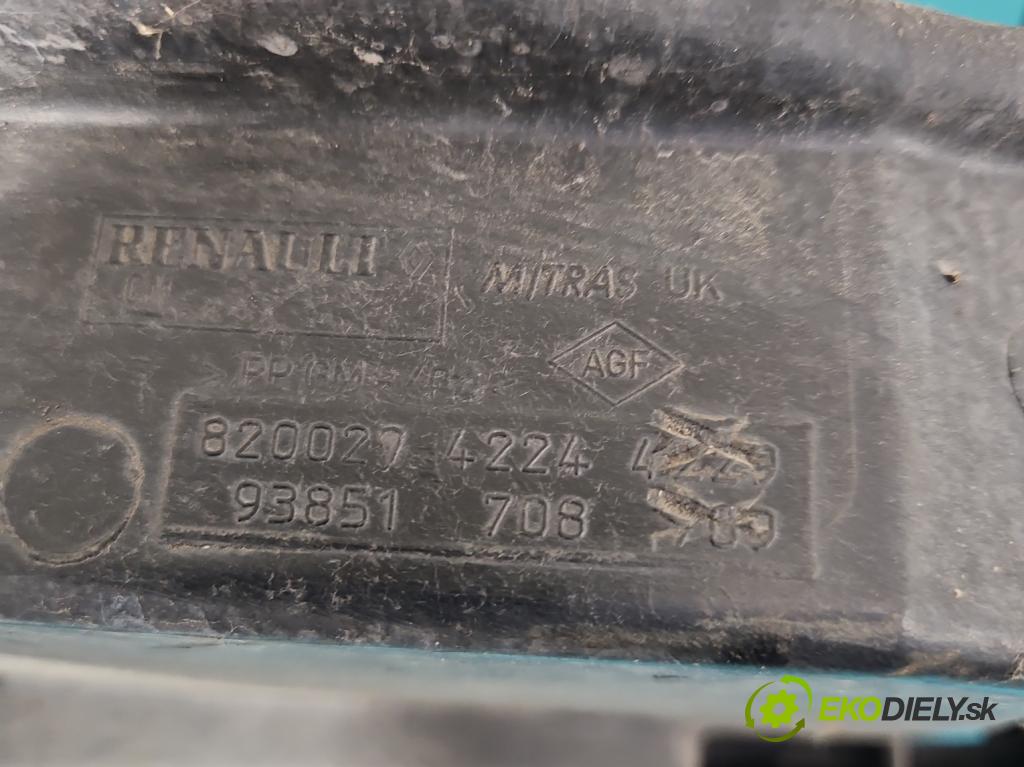 RENAULT
MITRAS UK
AGF
820027 4224
93851 708
EKODIELY.sk